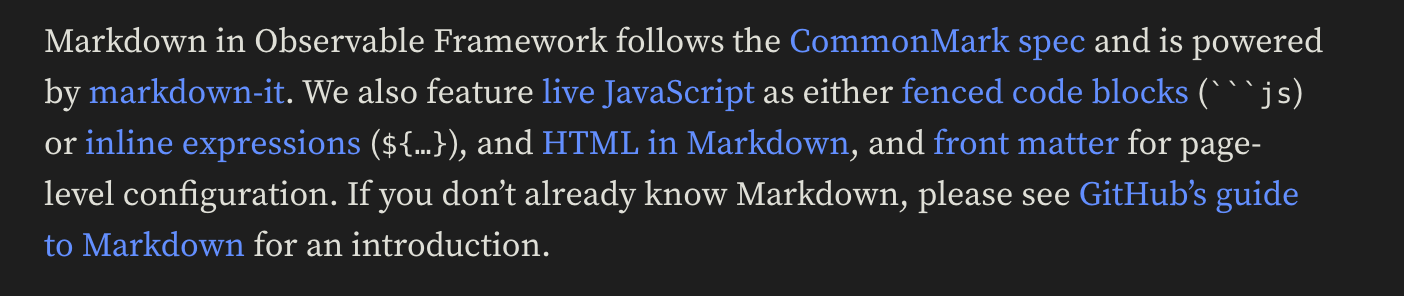 Markdown in Observable Framework follows the CommonMark spec and is powered
by markdown-it. We also feature live JavaScript as either fenced code blocks (```js)
or inline expressions (${…}), and HTML in Markdown, and front matter for page-
level configuration. If you don’t already know Markdown, please see GitHub’s guide
to Markdown for an introduction.